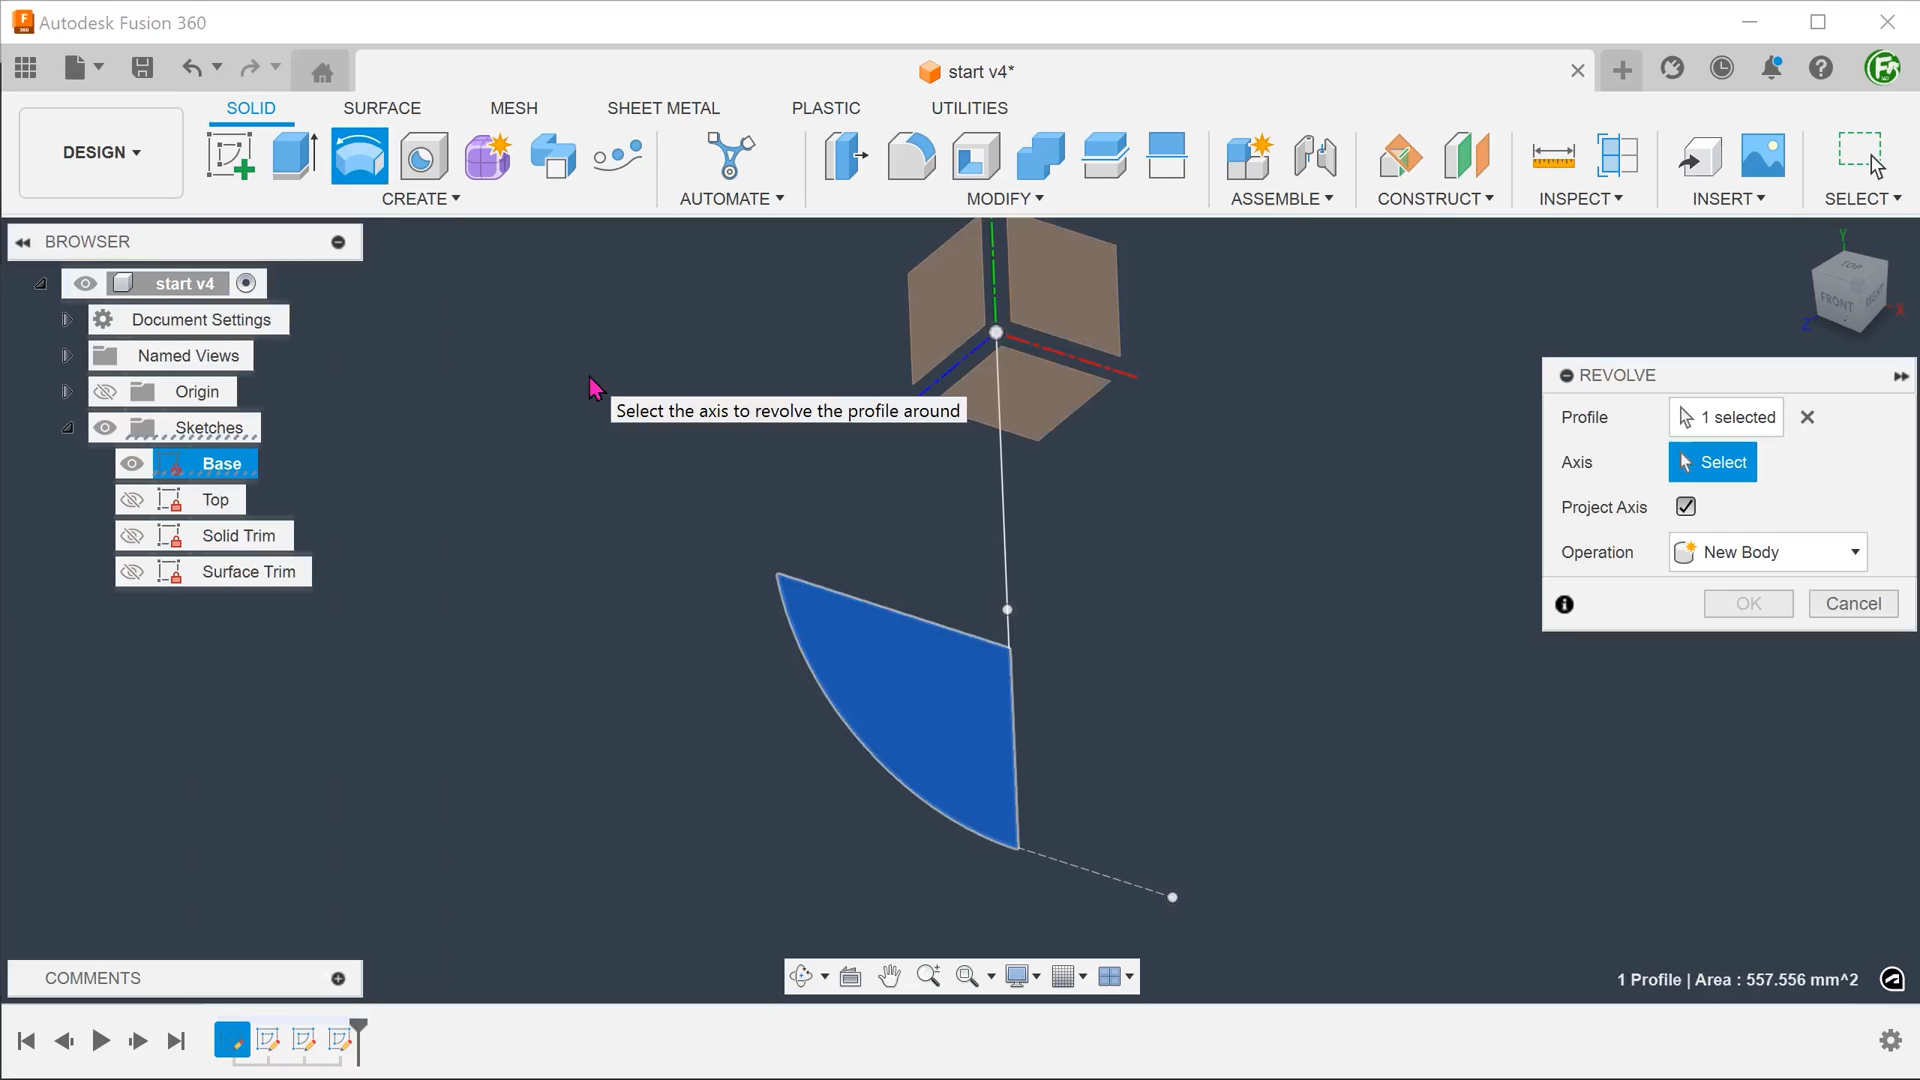 Autodesk Fusion 360
start v4*
SOLID
SURFACE
MESH
SHEET METAL
PLASTIC
UTILITIES
DESIGN
CREATE
AUTOMATE
MODIFY
ASSEMBLE
CONSTRUCT
INSPECT
INSERT
SELECT
BROWSER
start v4
Document Settings
Named Views
Origin
Sketches
Base
Top
Solid Trim
Surface Trim
Select the axis to revolve the profile around
Y
TOP
FRONT
RIGHT
X
Z
REVOLVE
Profile
1 selected
Axis
Select
Project Axis
Operation
New Body
OK
Cancel
COMMENTS
1 Profile | Area : 557.556 mm^2